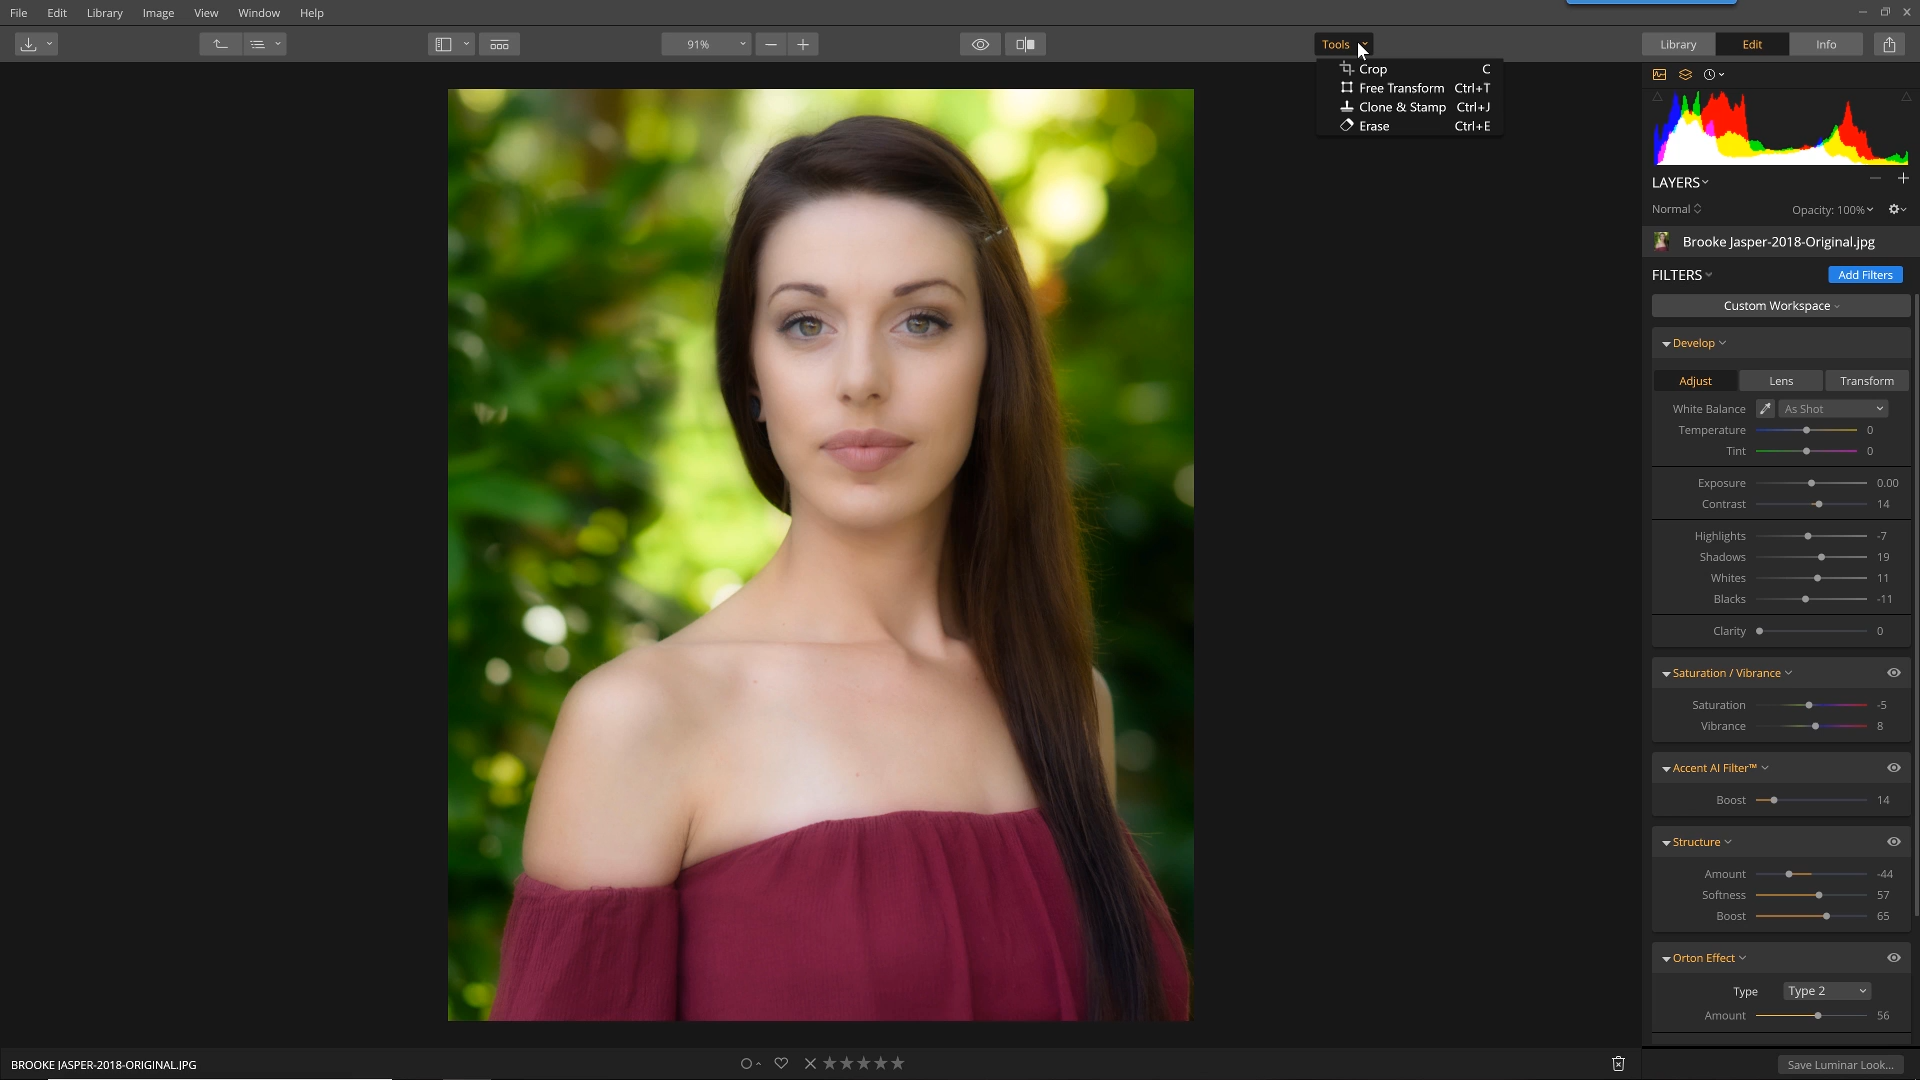 File Edit Library Image View Window Help
91% Tools Library Edit Info
Crop C
Free Transform Ctrl+T
Clone & Stamp Ctrl+J
Erase Ctrl+E
LAYERS
Normal Opacity: 100%
Brooke Jasper-2018-Original.jpg
FILTERS Add Filters
Custom Workspace
Develop
Adjust Lens Transform
White Balance As Shot
Temperature 0
Tint 0
Exposure 0.00
Contrast 14
Highlights -7
Shadows 19
Whites 11
Blacks -11
Clarity 0
Saturation / Vibrance
Saturation -5
Vibrance 8
Accent AI Filter™
Boost 14
Structure
Amount -44
Softness 57
Boost 65
Orton Effect
Type Type 2
Amount 56
BROOKE JASPER-2018-ORIGINAL.JPG
Save Luminar Look...